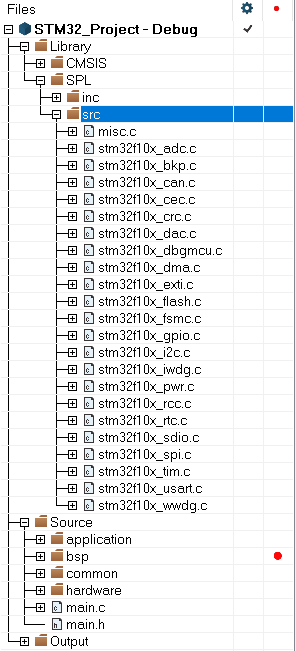 Files
STM32_Project - Debug
Library
CMSIS
SPL
inc
src
misc.c
stm32f10x_adc.c
stm32f10x_bkp.c
stm32f10x_can.c
stm32f10x_cec.c
stm32f10x_crc.c
stm32f10x_dac.c
stm32f10x_dbgmcu.c
stm32f10x_dma.c
stm32f10x_exti.c
stm32f10x_flash.c
stm32f10x_fsmc.c
stm32f10x_gpio.c
stm32f10x_i2c.c
stm32f10x_iwdg.c
stm32f10x_pwr.c
stm32f10x_rcc.c
stm32f10x_rtc.c
stm32f10x_sdio.c
stm32f10x_spi.c
stm32f10x_tim.c
stm32f10x_usart.c
stm32f10x_wwdg.c
Source
application
bsp
common
hardware
main.c
main.h
Output